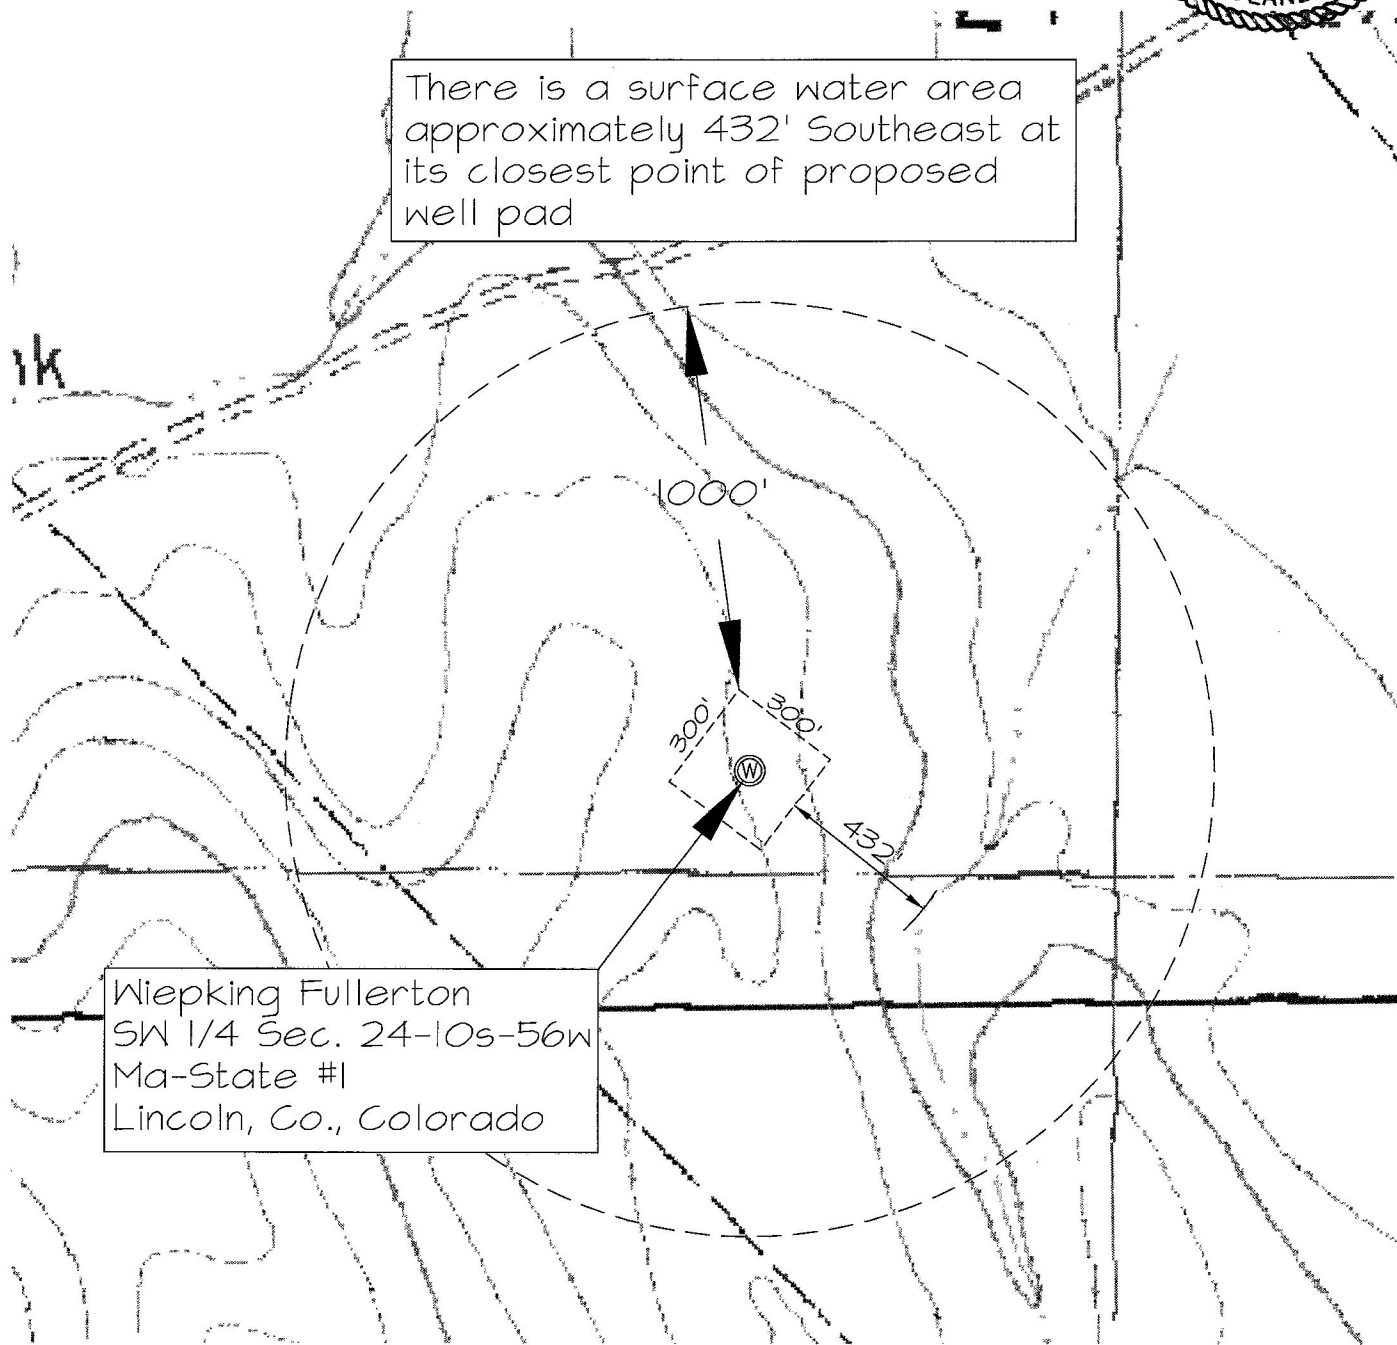 There is a surface water area
approximately 432' Southeast at
its closest point of proposed
well pad
1000'
300'
300'
W
432'
Wiepking Fullerton
SW 1/4 Sec. 24-10s-56w
Ma-State #1
Lincoln, Co., Colorado